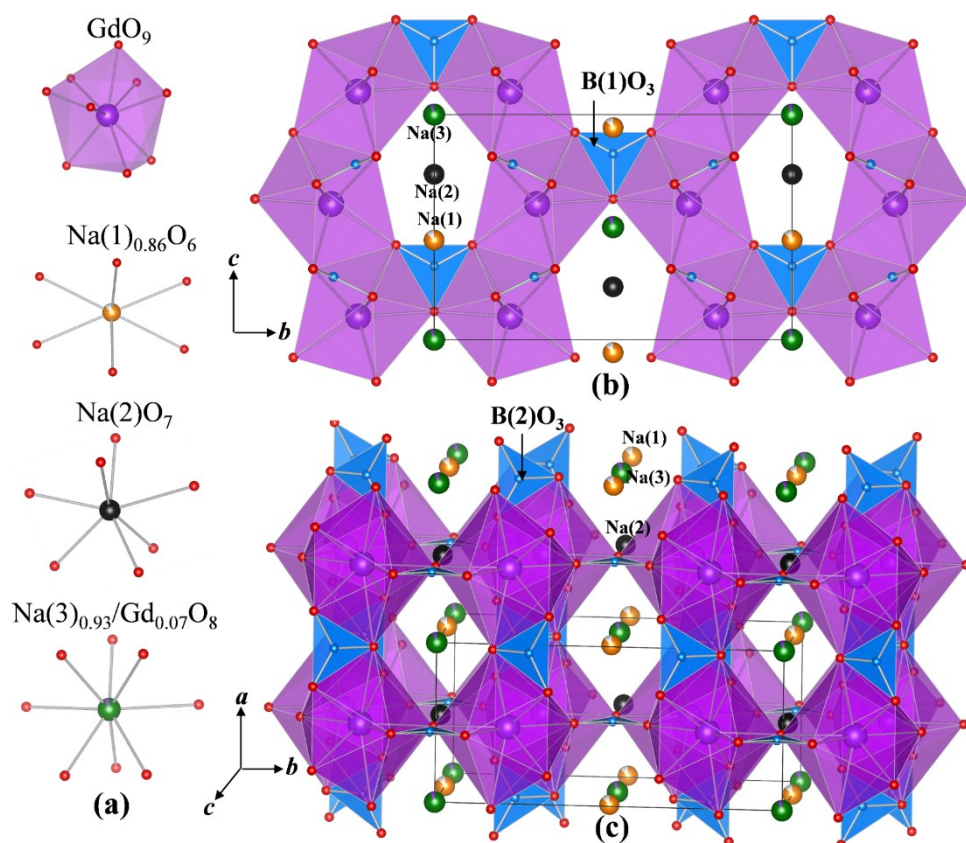 GdO₉
Na(1)₀.₈₆O₆
Na(2)O₇
Na(3)₀.₉₃/Gd₀.₀₇O₈
(a)
B(1)O₃
Na(3)
Na(2)
Na(1)
c
b
(b)
B(2)O₃
Na(1)
Na(3)
Na(2)
a
b
c
(c)